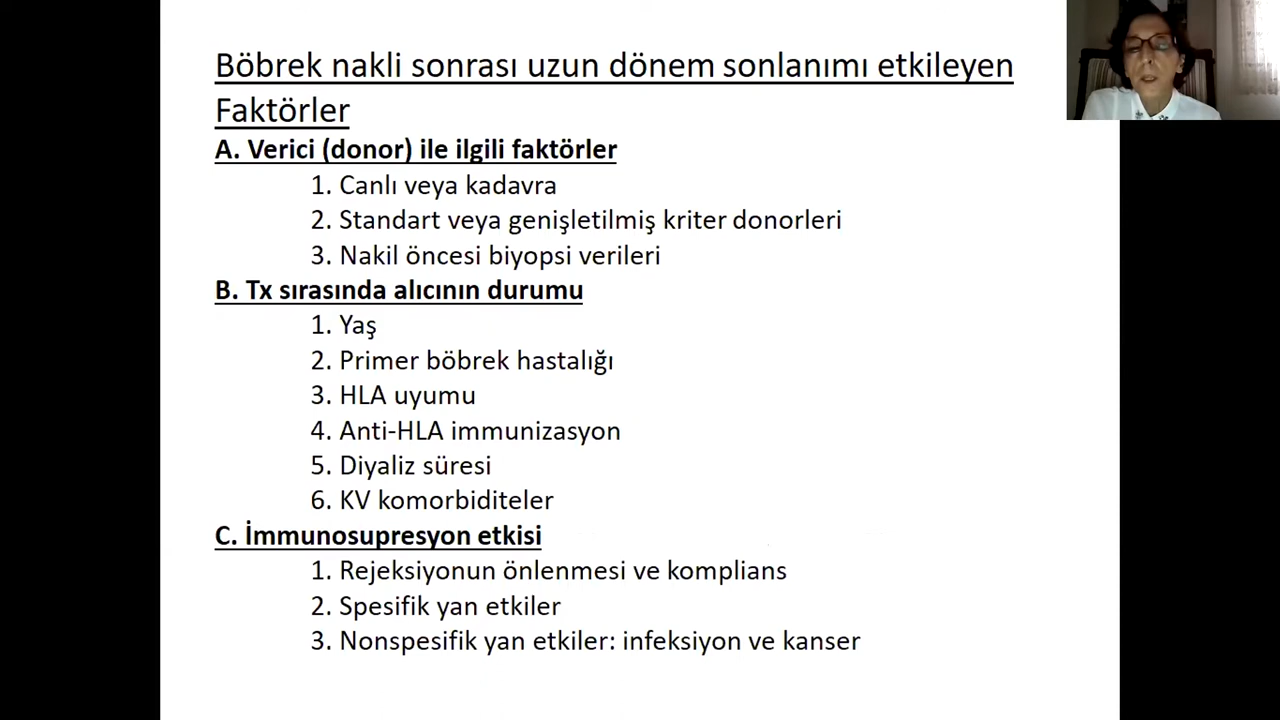 Böbrek nakli sonrası uzun dönem sonlanımı etkileyen
Faktörler
A. Verici (donor) ile ilgili faktörler
1. Canlı veya kadavra
2. Standart veya genişletilmiş kriter donorleri
3. Nakil öncesi biyopsi verileri
B. Tx sırasında alıcının durumu
1. Yaş
2. Primer böbrek hastalığı
3. HLA uyumu
4. Anti-HLA immunizasyon
5. Diyaliz süresi
6. KV komorbiditeler
C. İmmunosupresyon etkisi
1. Rejeksiyonun önlenmesi ve komplians
2. Spesifik yan etkiler
3. Nonspesifik yan etkiler: infeksiyon ve kanser